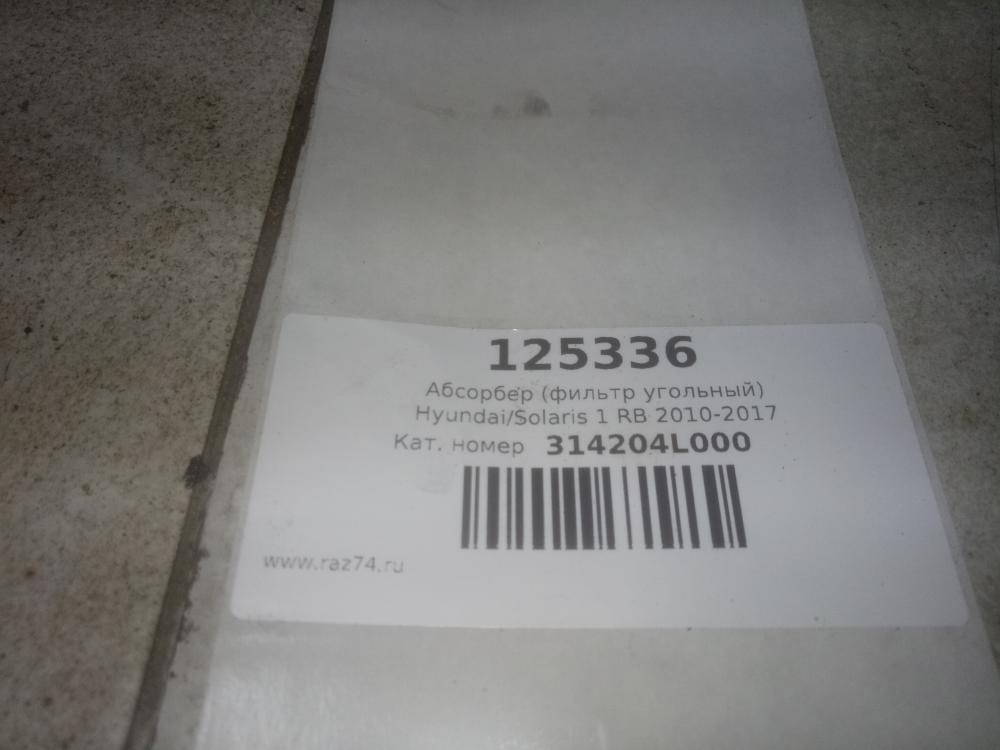 125336
Абсорбер (фильтр угольный)
Hyundai/Solaris 1 RB 2010-2017
Кат. номер 314204L000
www.raz74.ru